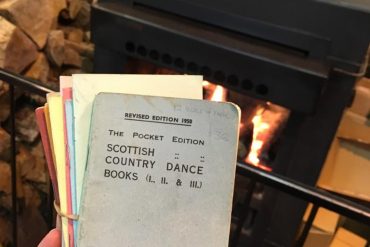 REVISED EDITION 1950
THE POCKET EDITION
SCOTTISH :: ::
COUNTRY DANCE
BOOKS (I., II. & III.)